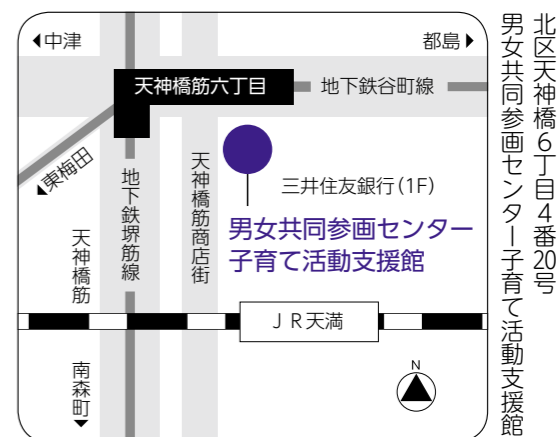 ◀中津
都島▶
天神橋筋六丁目
地下鉄谷町線
◀東梅田
地下鉄堺筋線
天神橋筋商店街
三井住友銀行(1F)
男女共同参画センター
子育て活動支援館
天神橋筋
JR天満
南森町▶
N
北区天神橋6丁目4番20号
男女共同参画センター子育て活動支援館